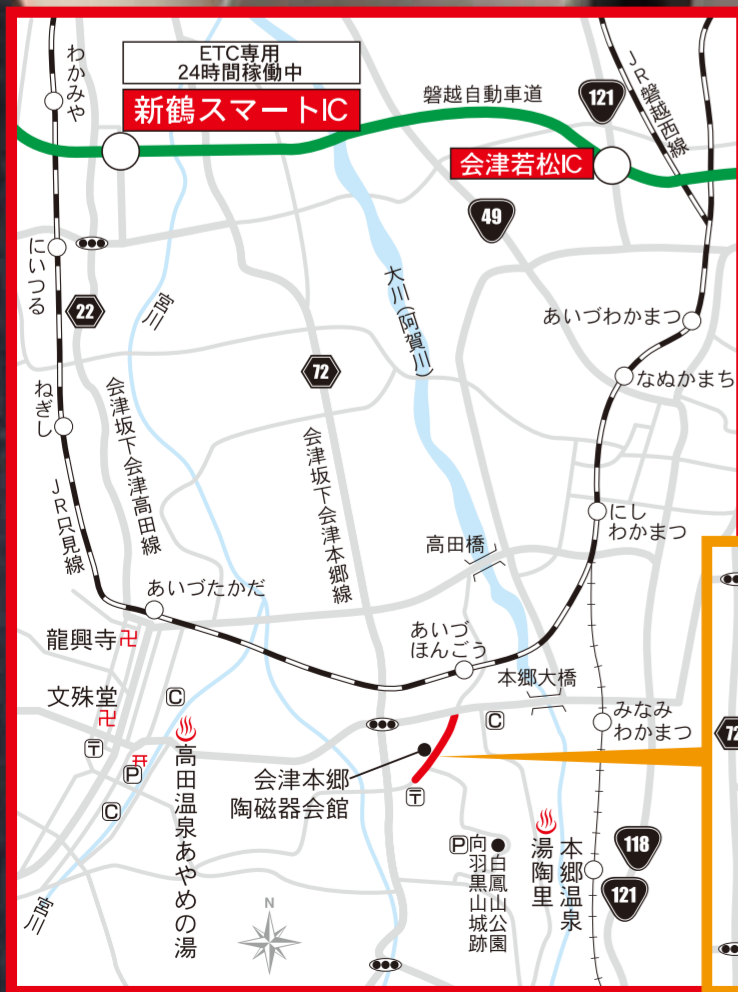 わかみや
ETC専用
24時間稼働中
新鶴スマートIC
磐越自動車道
121
JR磐越西線
会津若松IC
49
にいつる
22
宮川
大川(阿賀川)
あいづわかまつ
72
なぬかまち
ねぎし
会津坂下会津高田線
会津坂下会津本郷線
JR只見線
にし
わかまつ
高田橋
あいづたかだ
龍興寺
あいづ
ほんごう
本郷大橋
文殊堂
C
C
みなみ
わかまつ
72
〒
P
C
高田温泉あやめの湯
会津本郷
陶磁器会館
〒
P
向羽黒山城跡
白鳳山公園
本郷温泉
湯陶里
118
121
宮川
N